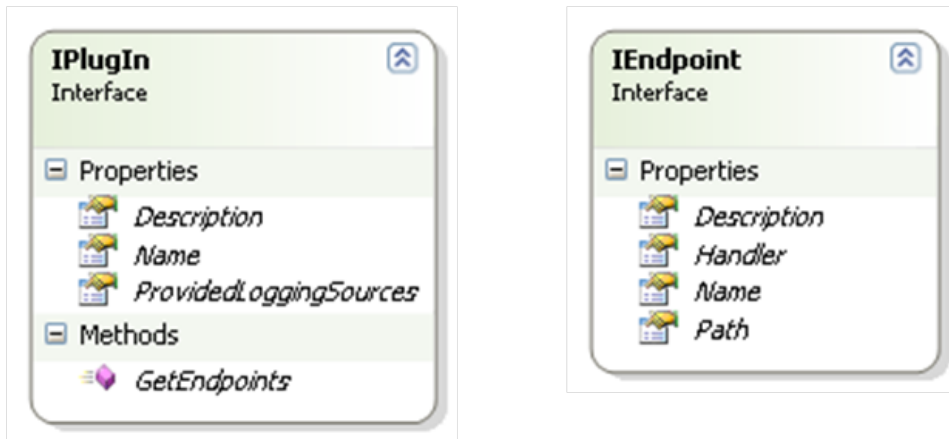 IPlugIn
Interface
Properties
Description
Name
ProvidedLoggingSources
Methods
GetEndpoints
IEndpoint
Interface
Properties
Description
Handler
Name
Path